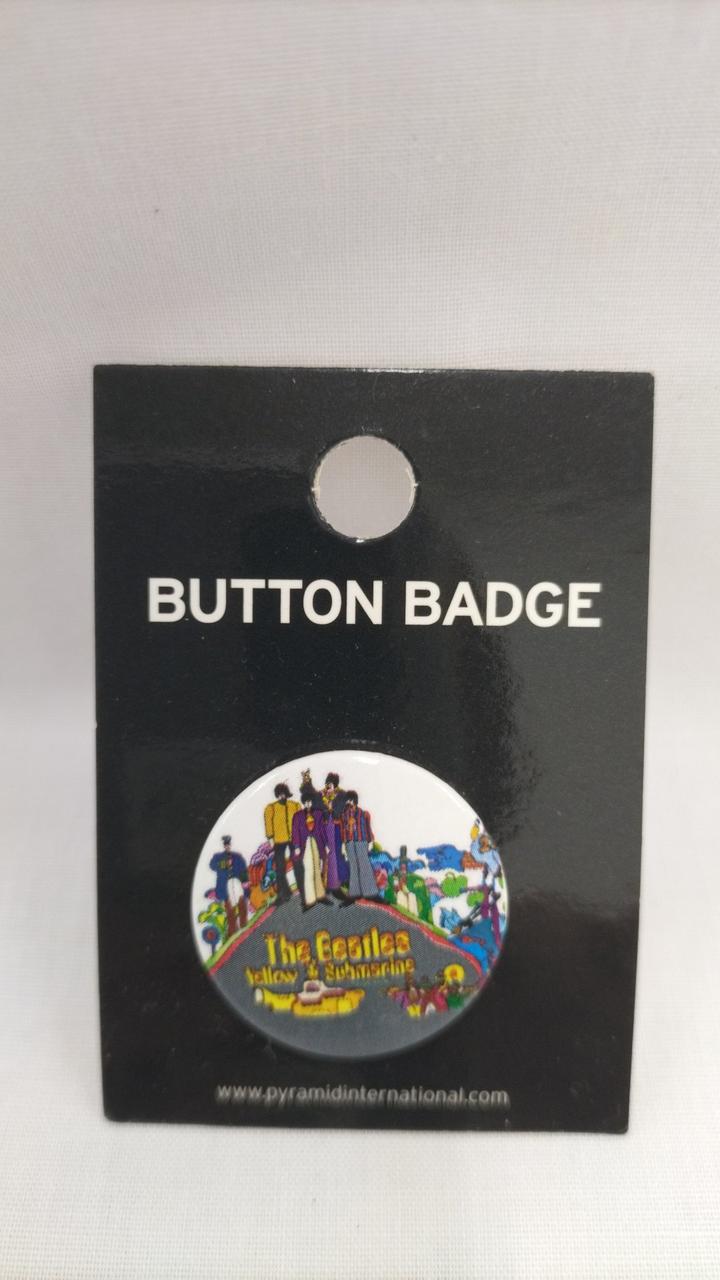 BUTTON BADGE
The Beatles
Yellow Submarine
www.pyramidinternational.com